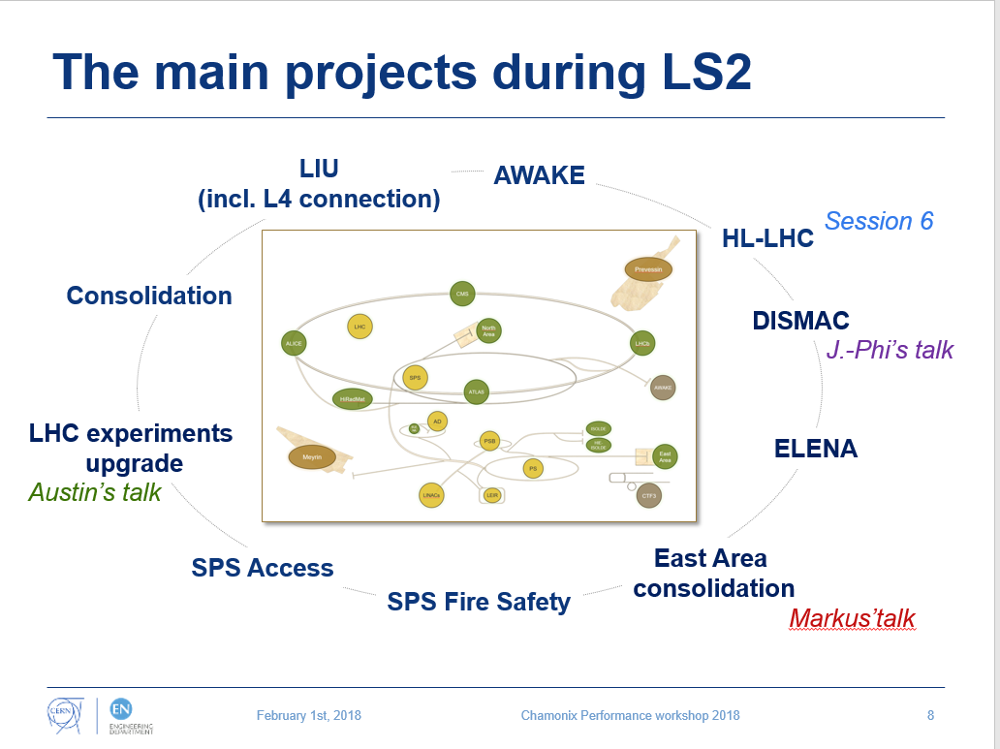 The main projects during LS2
LIU
(incl. L4 connection)
AWAKE
HL-LHC
Session 6
DISMAC
J.-Phi's talk
ELENA
East Area
consolidation
Markus'talk
SPS Fire Safety
SPS Access
LHC experiments
upgrade
Austin's talk
Consolidation
Prevessin
CMS
LHC
North
Area
ALICE
LHCb
SPS
AWAKE
ATLAS
HiRadMat
AD
PSB
ISOLDE
ISOLDE
Meyrin
East
Area
PS
LINACs
LEIR
CTF3
CERN
EN
ENGINEERING
DEPARTMENT
February 1st, 2018
Chamonix Performance workshop 2018
8